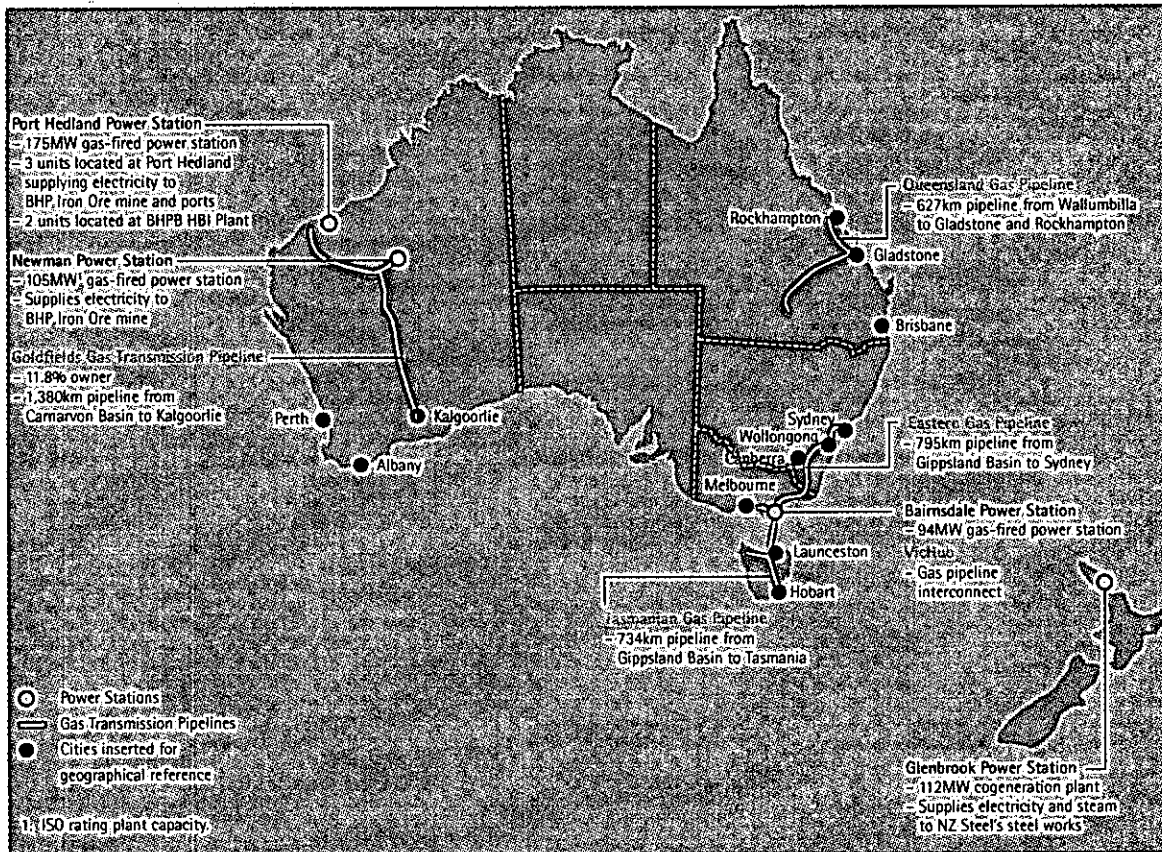 Port Hedland Power Station
- 175MW gas-fired power station
- 3 units located at Port Hedland
supplying electricity to
BHP Iron Ore mine and ports
- 2 units located at BHPB HBI Plant
Newman Power Station
- 105MW¹ gas-fired power station
- Supplies electricity to
BHP Iron Ore mine
Goldfields Gas Transmission Pipeline
- 11.8% owner
- 1,380km pipeline from
Carnarvon Basin to Kalgoorlie
Perth
Albany
Kalgoorlie
Rockhampton
Gladstone
Brisbane
Queensland Gas Pipeline
- 627km pipeline from Wallumbilla
to Gladstone and Rockhampton
Sydney
Wollongong
Canberra
Melbourne
Eastern Gas Pipeline
- 795km pipeline from
Gippsland Basin to Sydney
Bairnsdale Power Station
- 94MW gas-fired power station
VicHub
- Gas pipeline
interconnect
Launceston
Hobart
Tasmanian Gas Pipeline
- 734km pipeline from
Gippsland Basin to Tasmania
Power Stations
Gas Transmission Pipelines
Cities inserted for
geographical reference
1. ISO rating plant capacity.
Glenbrook Power Station
- 112MW cogeneration plant
- Supplies electricity and steam
to NZ Steel's steel works